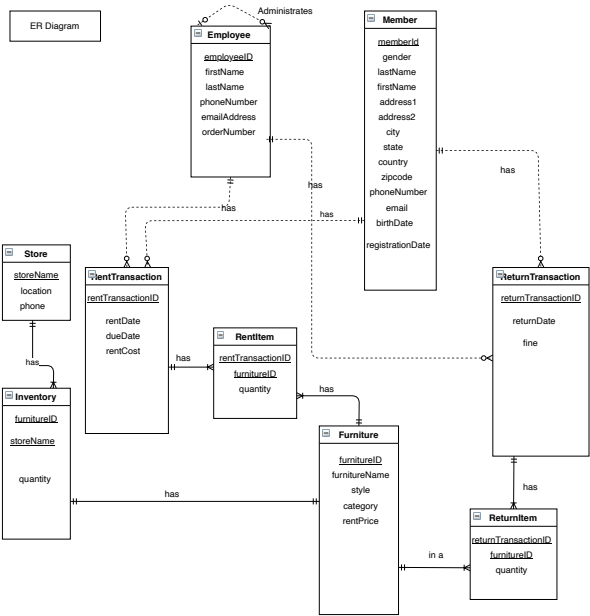 ER Diagram
Administrates
Employee
employeeID
firstName
lastName
phoneNumber
emailAddress
orderNumber
Member
memberId
gender
lastName
firstName
address1
address2
city
state
country
zipcode
phoneNumber
email
birthDate
registrationDate
has
has
has
has
Store
storeName
location
phone
has
RentTransaction
rentTransactionID
rentDate
dueDate
rentCost
has
RentItem
rentTransactionID
furnitureID
quantity
has
ReturnTransaction
returnTransactionID
returnDate
fine
has
Inventory
furnitureID
storeName
quantity
has
Furniture
furnitureID
furnitureName
style
category
rentPrice
in a
ReturnItem
returnTransactionID
furnitureID
quantity